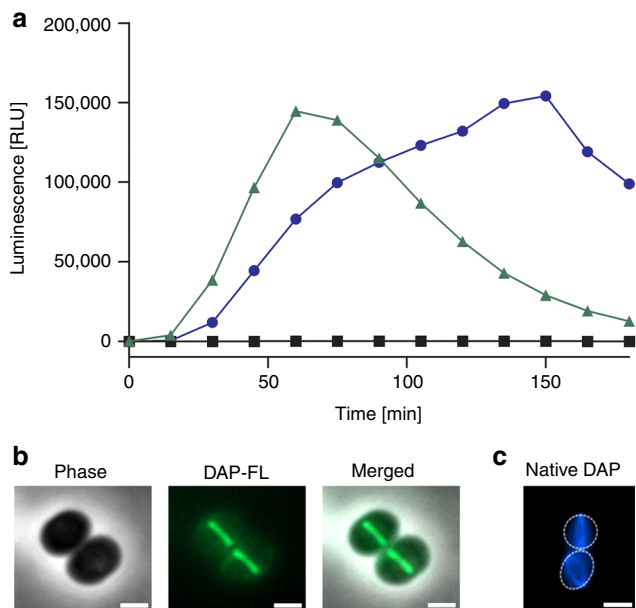 a
200,000
150,000
100,000
50,000
0
Luminescence [RLU]
0 50 100 150
Time [min]
b
Phase DAP-FL Merged
c
Native DAP